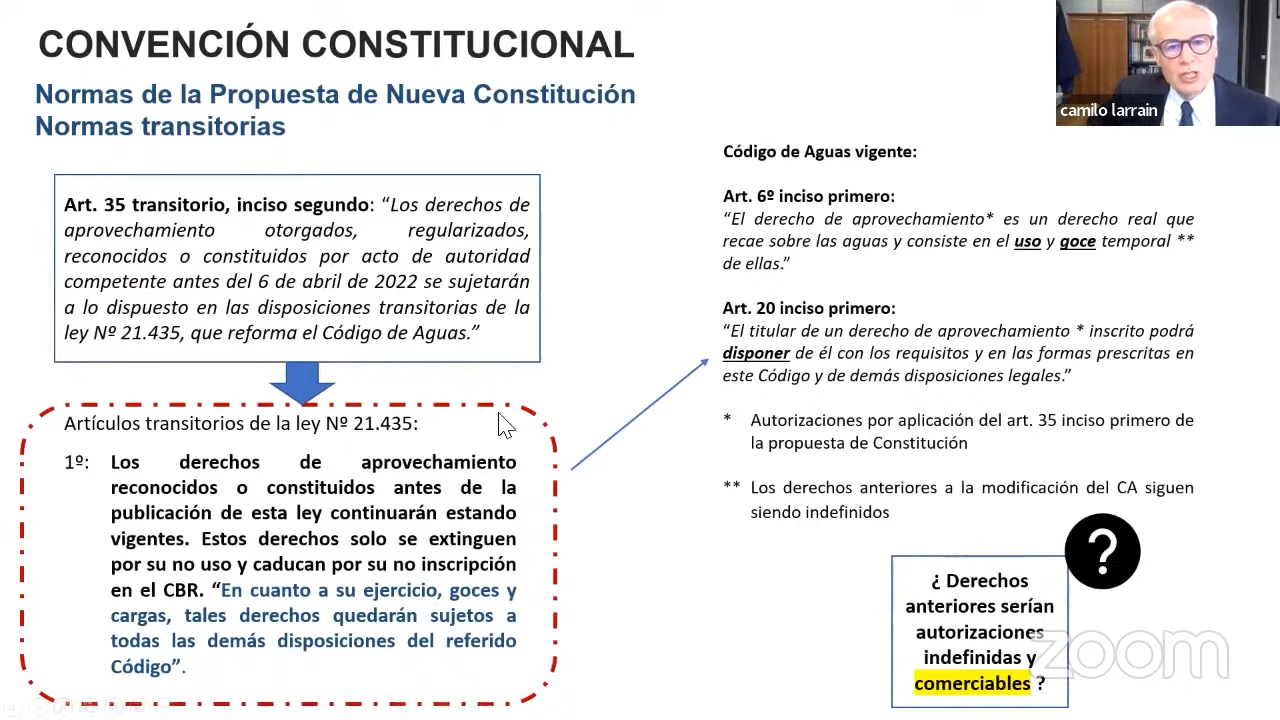 CONVENCIÓN CONSTITUCIONAL
Normas de la Propuesta de Nueva Constitución
Normas transitorias
camilo larrain
Art. 35 transitorio, inciso segundo: “Los derechos de
aprovechamiento otorgados, regularizados,
reconocidos o constituidos por acto de autoridad
competente antes del 6 de abril de 2022 se sujetarán
a lo dispuesto en las disposiciones transitorias de la
ley Nº 21.435, que reforma el Código de Aguas.”
Artículos transitorios de la ley Nº 21.435:
1º: Los derechos de aprovechamiento
reconocidos o constituidos antes de la
publicación de esta ley continuarán estando
vigentes. Estos derechos solo se extinguen
por su no uso y caducan por su no inscripción
en el CBR. “En cuanto a su ejercicio, goces y
cargas, tales derechos quedarán sujetos a
todas las demás disposiciones del referido
Código”.
Código de Aguas vigente:
Art. 6º inciso primero:
“El derecho de aprovechamiento* es un derecho real que
recae sobre las aguas y consiste en el uso y goce temporal **
de ellas.”
Art. 20 inciso primero:
“El titular de un derecho de aprovechamiento * inscrito podrá
disponer de él con los requisitos y en las formas prescritas en
este Código y de demás disposiciones legales.”
* Autorizaciones por aplicación del art. 35 inciso primero de
la propuesta de Constitución
** Los derechos anteriores a la modificación del CA siguen
siendo indefinidos
?
¿ Derechos
anteriores serían
autorizaciones
indefinidas y
comerciables ?
zoom